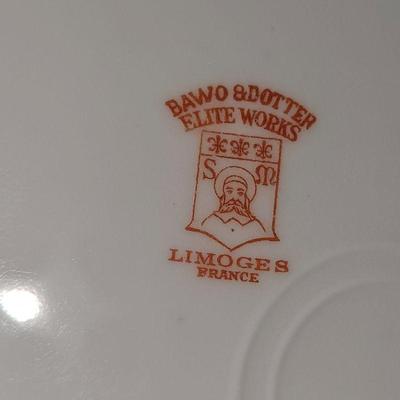 BAWO & DOTTER
ELITE WORKS
S M
LIMOGES
FRANCE